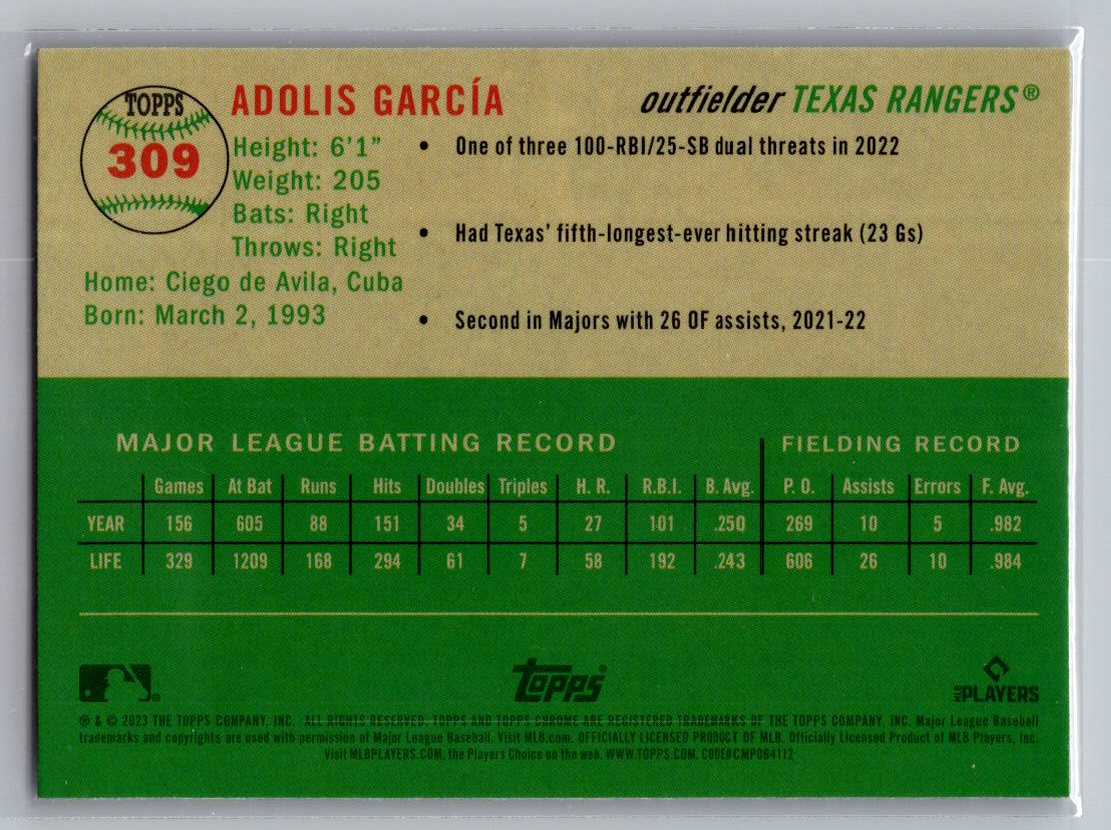 TOPPS
309
ADOLIS GARCÍA
outfielder TEXAS RANGERS®
Height: 6'1"
Weight: 205
Bats: Right
Throws: Right
Home: Ciego de Avila, Cuba
Born: March 2, 1993
• One of three 100-RBI/25-SB dual threats in 2022
• Had Texas' fifth-longest-ever hitting streak (23 Gs)
• Second in Majors with 26 OF assists, 2021-22
MAJOR LEAGUE BATTING RECORD FIELDING RECORD
Games At Bat Runs Hits Doubles Triples H. R. R.B.I. B. Avg. P. O. Assists Errors F. Avg.
YEAR 156 605 88 151 34 5 27 101 .250 269 10 5 .982
LIFE 329 1209 168 294 61 7 58 192 .243 606 26 10 .984
topps
MLB PLAYERS
® & © 2023 THE TOPPS COMPANY, INC. ALL RIGHTS RESERVED. TOPPS AND TOPPS CHROME ARE REGISTERED TRADEMARKS OF THE TOPPS COMPANY, INC. Major League Baseball
trademarks and copyrights are used with permission of Major League Baseball. Visit MLB.com. OFFICIALLY LICENSED PRODUCT OF MLB. Officially Licensed Product of MLB Players, Inc.
Visit MLBPLAYERS.COM, the Players Choice on the web. WWW.TOPPS.COM. CODE#CMP064112